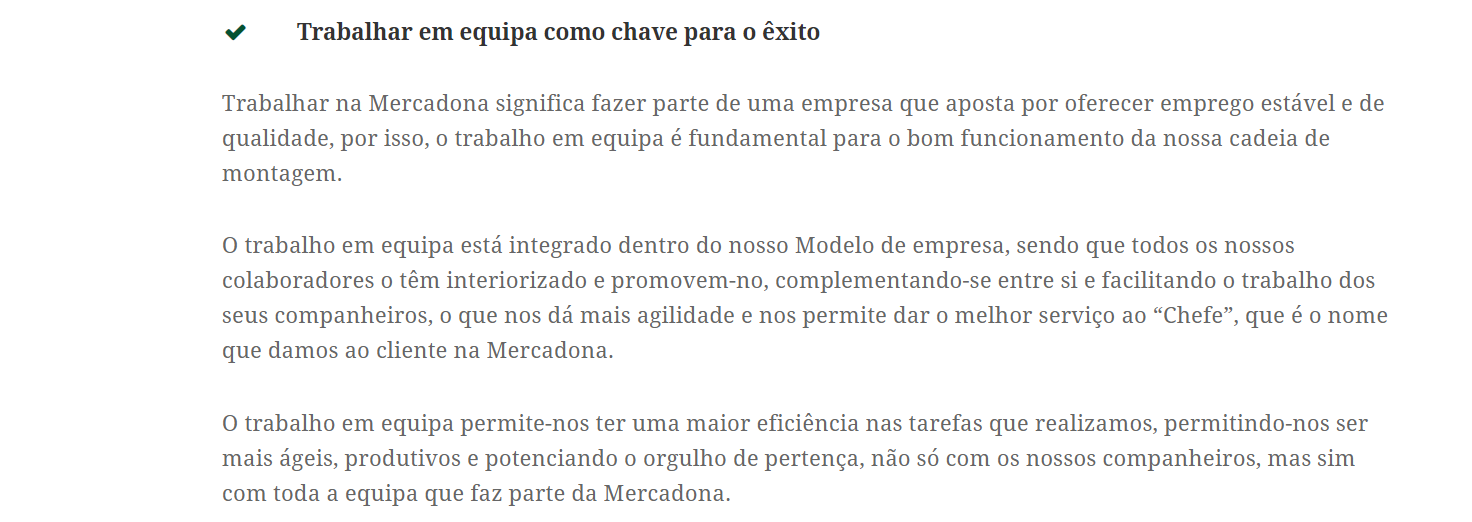 Trabalhar em equipa como chave para o êxito
Trabalhar na Mercadona significa fazer parte de uma empresa que aposta por oferecer emprego estável e de
qualidade, por isso, o trabalho em equipa é fundamental para o bom funcionamento da nossa cadeia de
montagem.
O trabalho em equipa está integrado dentro do nosso Modelo de empresa, sendo que todos os nossos
colaboradores o têm interiorizado e promovem-no, complementando-se entre si e facilitando o trabalho dos
seus companheiros, o que nos dá mais agilidade e nos permite dar o melhor serviço ao “Chefe”, que é o nome
que damos ao cliente na Mercadona.
O trabalho em equipa permite-nos ter uma maior eficiência nas tarefas que realizamos, permitindo-nos ser
mais ágeis, produtivos e potenciando o orgulho de pertença, não só com os nossos companheiros, mas sim
com toda a equipa que faz parte da Mercadona.